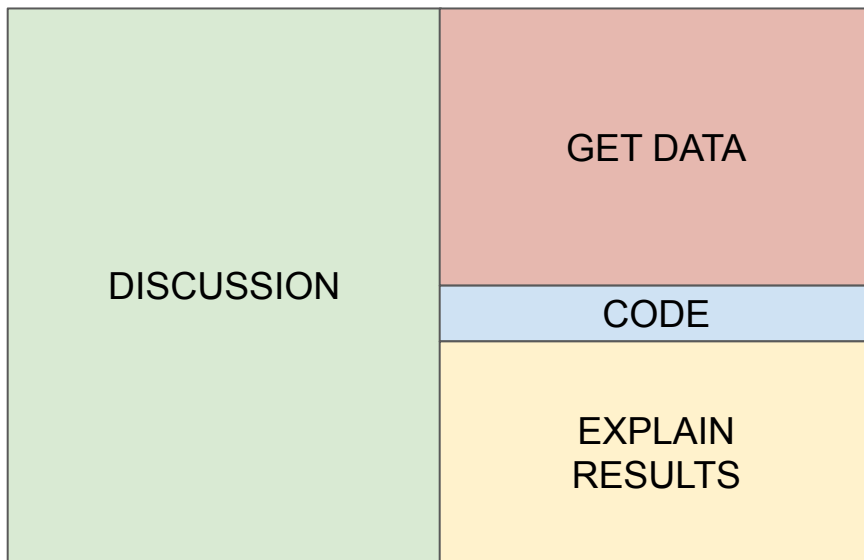 DISCUSSION
GET DATA
CODE
EXPLAIN
RESULTS